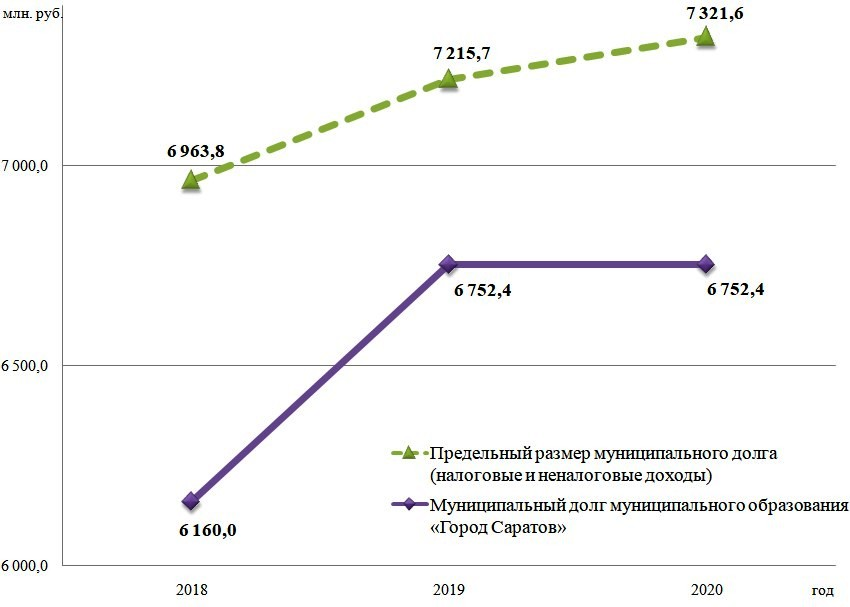 млн. руб.
7 321,6
7 215,7
6 963,8
7 000,0
6 752,4
6 752,4
6 500,0
Предельный размер муниципального долга
(налоговые и неналоговые доходы)
Муниципальный долг муниципального образования
«Город Саратов»
6 160,0
6 000,0
2018
2019
2020
год